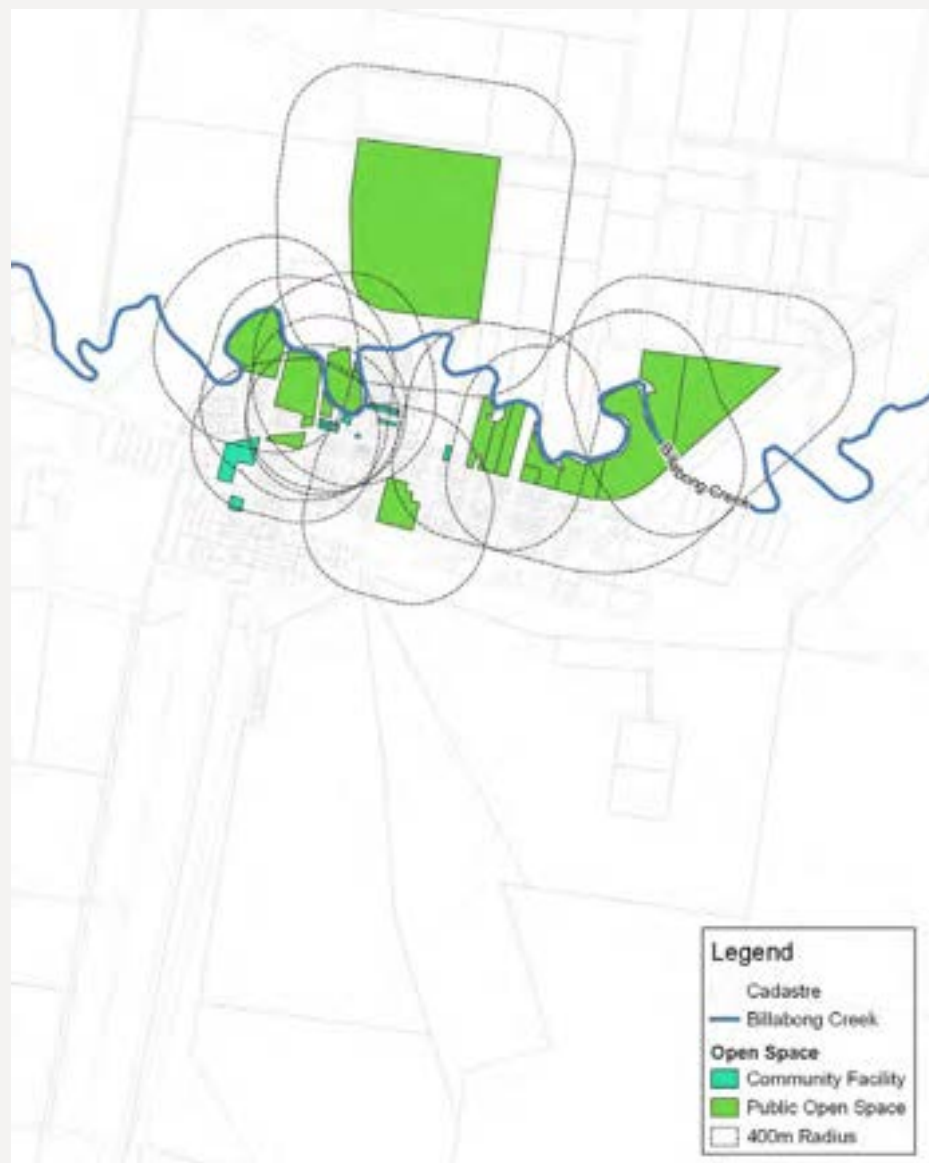 Billabong Creek
Legend
Cadastre
Billabong Creek
Open Space
Community Facility
Public Open Space
400m Radius